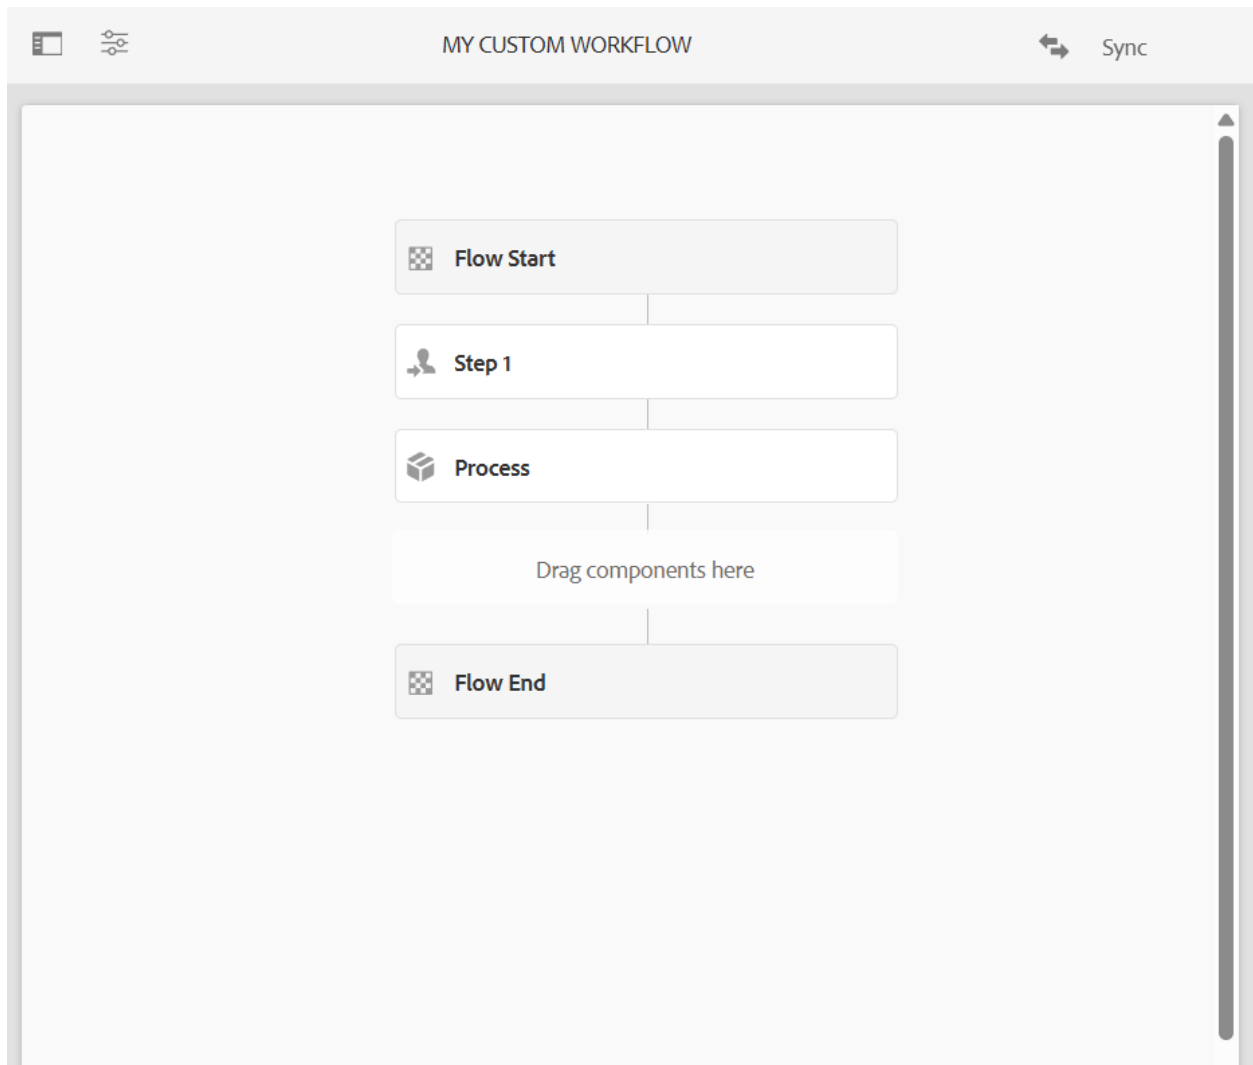 MY CUSTOM WORKFLOW
Sync
Flow Start
Step 1
Process
Drag components here
Flow End